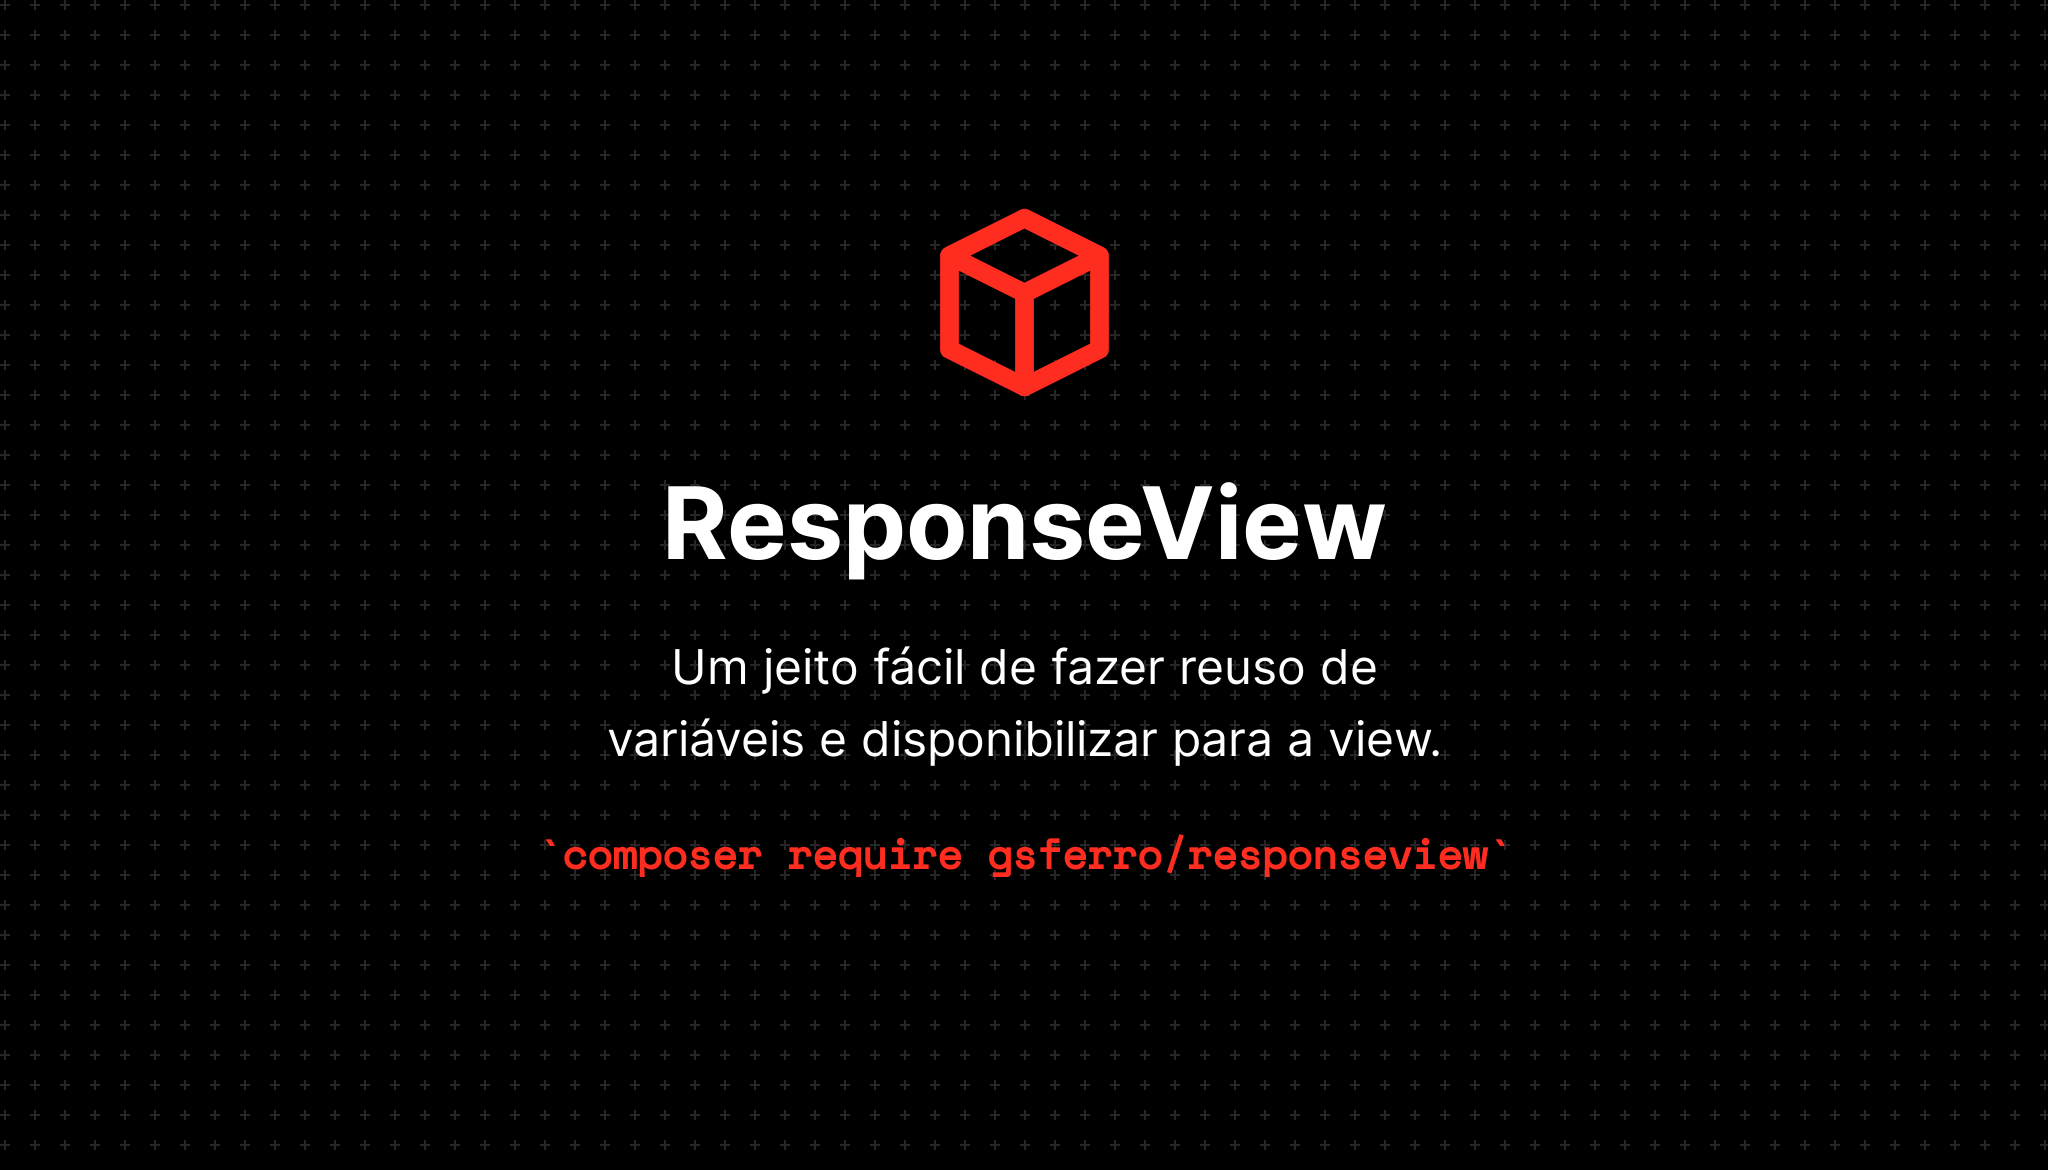 ResponseView
Um jeito fácil de fazer reuso de
variáveis e disponibilizar para a view.
`composer require gsferro/responseview`